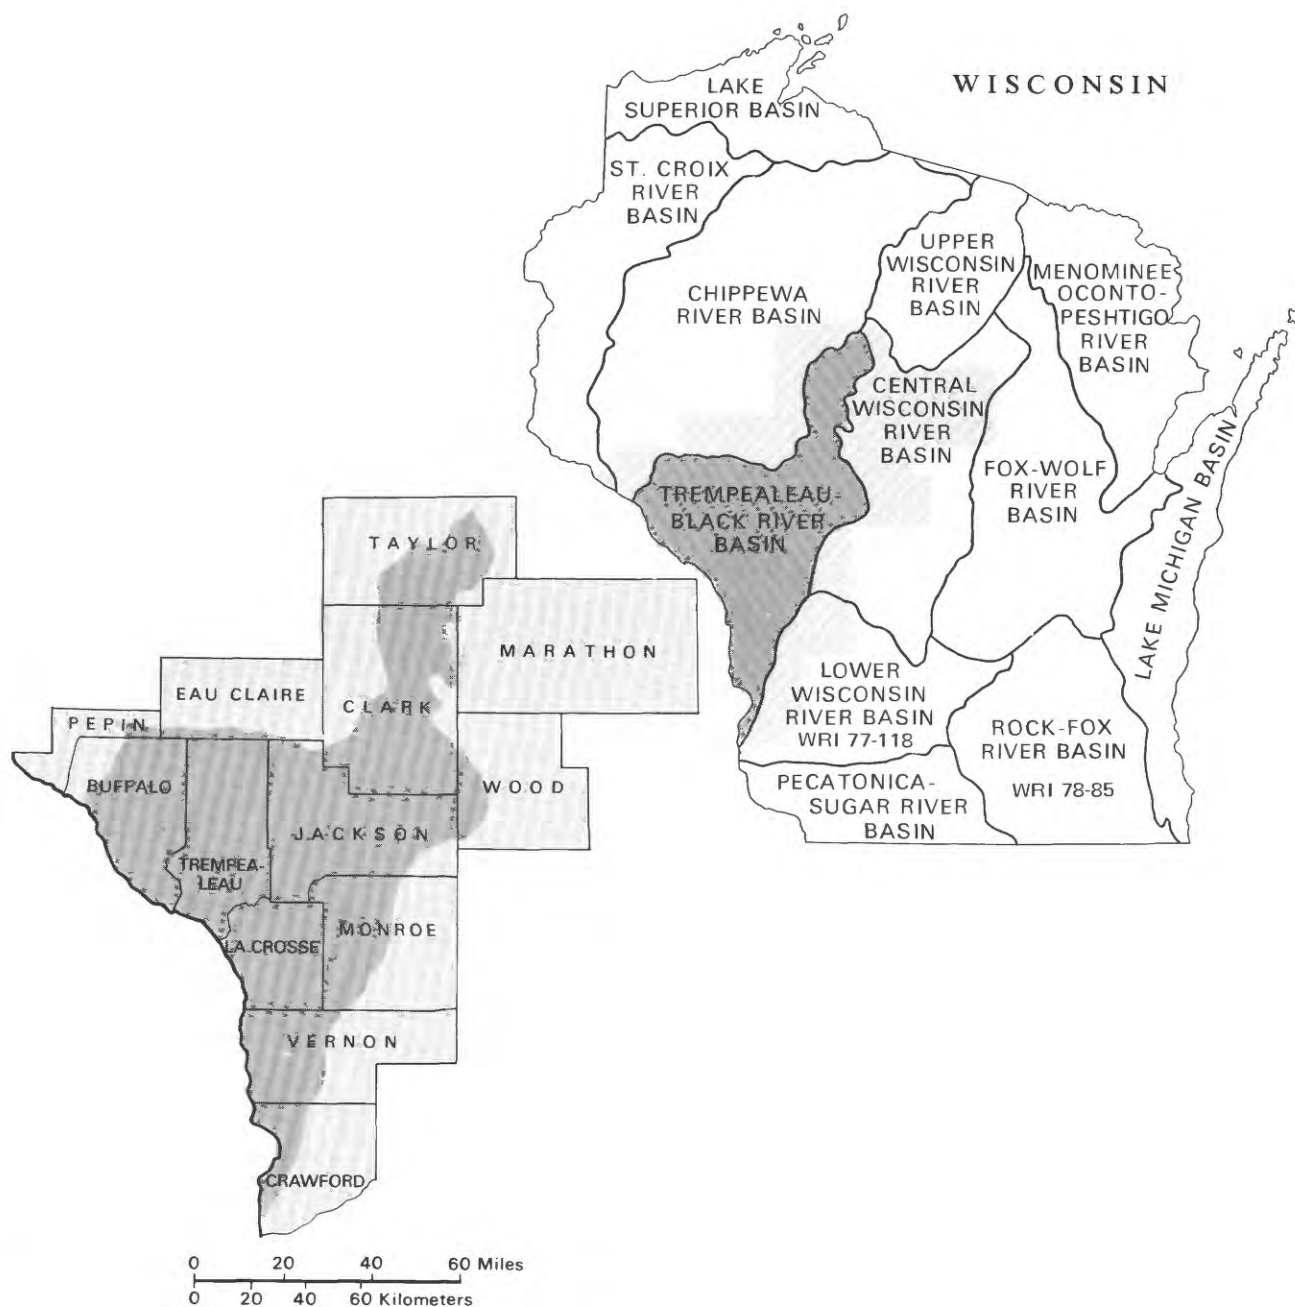 WISCONSIN
LAKE
SUPERIOR BASIN
ST. CROIX
RIVER
BASIN
UPPER
WISCONSIN
RIVER
BASIN
MENOMINEE
OCONTO-
PESHTIGO
RIVER
BASIN
CHIPPEWA
RIVER BASIN
CENTRAL
WISCONSIN
RIVER
BASIN
FOX-WOLF
RIVER
BASIN
LAKE MICHIGAN BASIN
TREMPEALEAU-
BLACK RIVER
BASIN
LOWER
WISCONSIN
RIVER BASIN
WRI 77-118
ROCK-FOX
RIVER BASIN
WRI 78-85
PECATONICA-
SUGAR RIVER
BASIN
TAYLOR
MARATHON
EAU CLAIRE
CLARK
PEPIN
BUFFALO
WOOD
JACKSON
TREMPEA-
LEAU
MONROE
LA CROSSE
VERNON
CRAWFORD
0 20 40 60 Miles
0 20 40 60 Kilometers